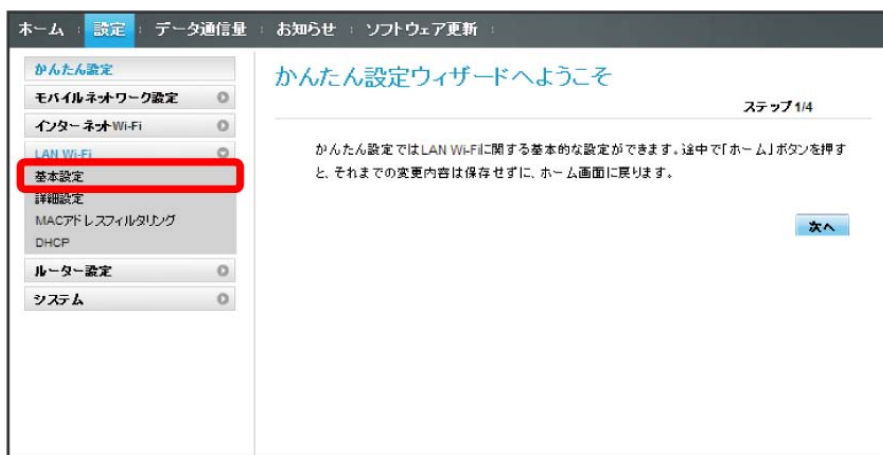 ホーム 設定 データ通信量 お知らせ ソフトウェア更新
かんたん設定
モバイルネットワーク設定
インターネットWi-Fi
LAN Wi-Fi
基本設定
詳細設定
MACアドレスフィルタリング
DHCP
ルーター設定
システム
かんたん設定ウィザードへようこそ
ステップ1/4
かんたん設定ではLAN Wi-Fiに関する基本的な設定ができます。途中で「ホーム」ボタンを押す
と、それまでの変更内容は保存せずに、ホーム画面に戻ります。
次へ